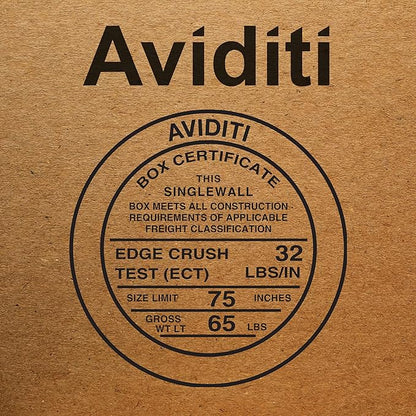 Aviditi
AVIDITI
BOX CERTIFICATE
THIS
SINGLEWALL
BOX MEETS ALL CONSTRUCTION
REQUIREMENTS OF APPLICABLE
FREIGHT CLASSIFICATION
EDGE CRUSH 32
TEST (ECT) LBS/IN
SIZE LIMIT 75 INCHES
GROSS
WT LT 65 LBS